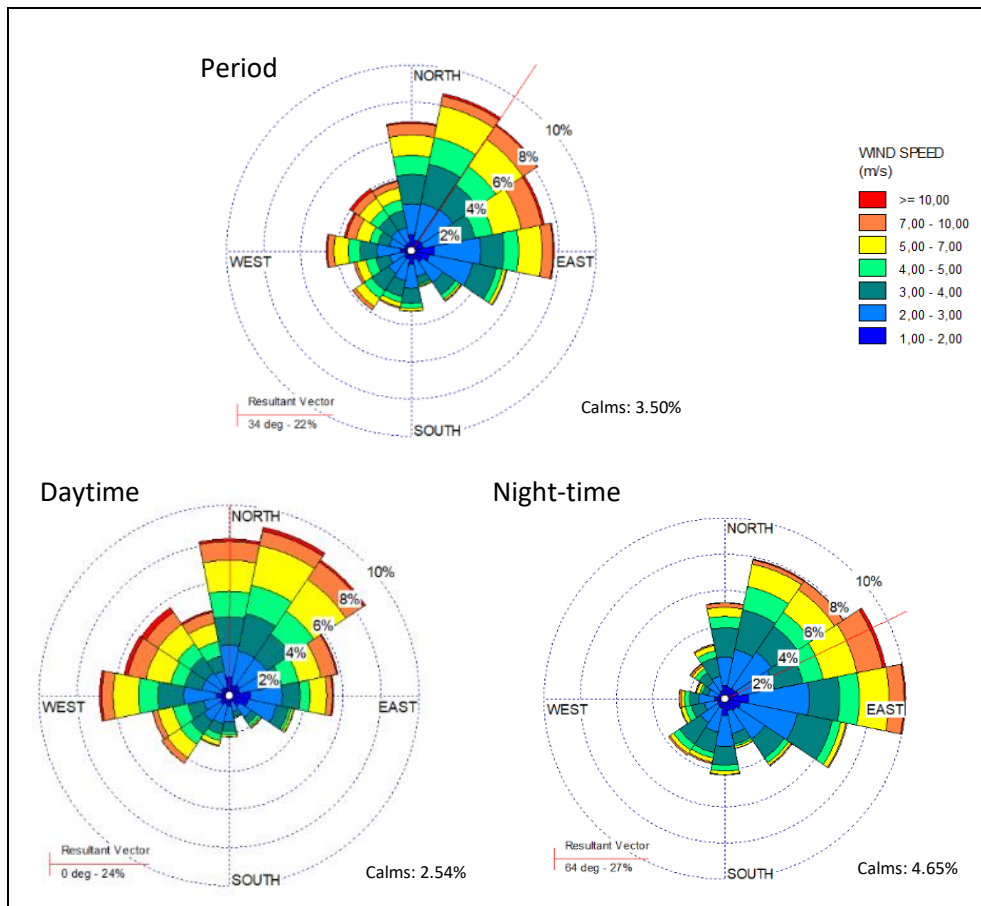 Period
NORTH
10%
8%
6%
4%
2%
WEST
EAST
SOUTH
Resultant Vector
34 deg - 22%
Calms: 3.50%
WIND SPEED
(m/s)
>= 10,00
7,00 - 10,00
5,00 - 7,00
4,00 - 5,00
3,00 - 4,00
2,00 - 3,00
1,00 - 2,00
Daytime
NORTH
10%
8%
6%
4%
2%
WEST
EAST
SOUTH
Resultant Vector
0 deg - 24%
Calms: 2.54%
Night-time
NORTH
10%
8%
6%
4%
2%
WEST
EAST
SOUTH
Resultant Vector
64 deg - 27%
Calms: 4.65%